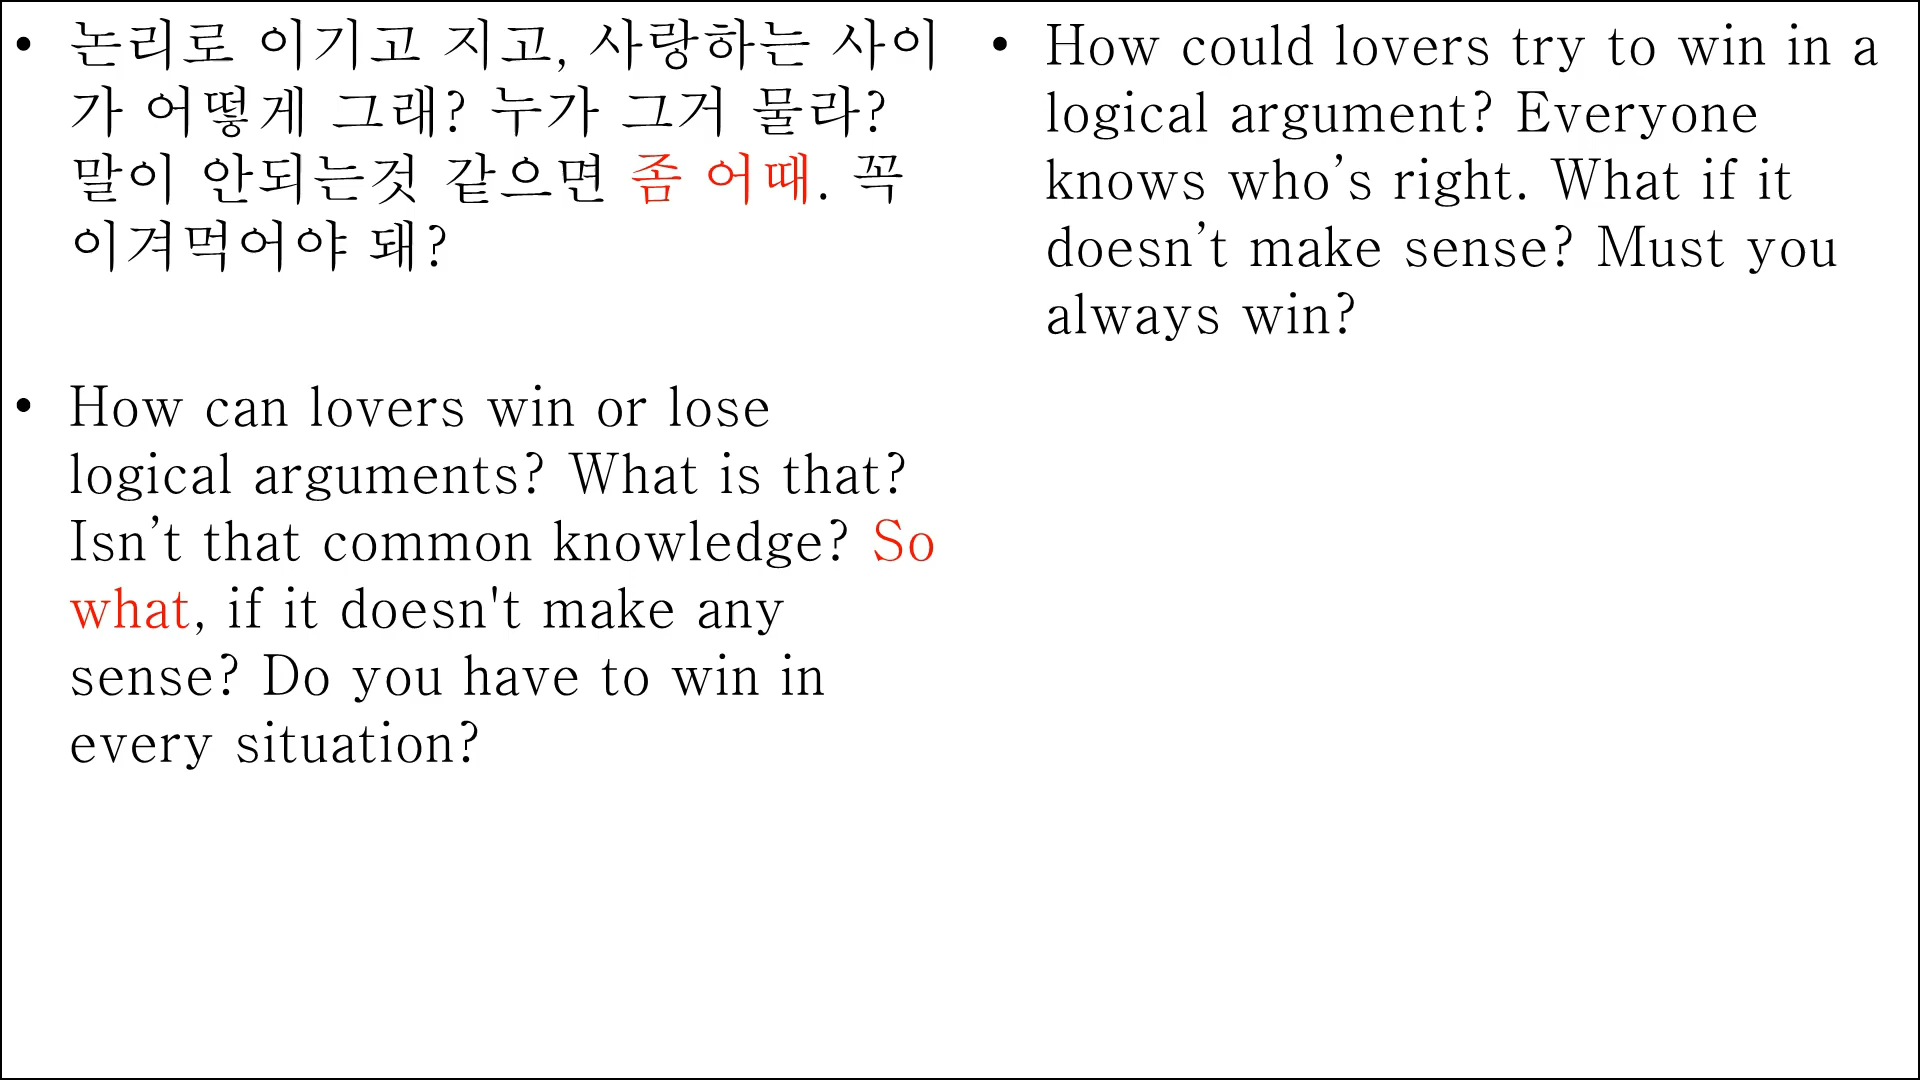 • 논리로 이기고 지고, 사랑하는 사이
가 어떻게 그래? 누가 그거 물라?
말이 안되는것 같으면 좀 어때. 꼭
이겨먹어야 돼?
• How can lovers win or lose
logical arguments? What is that?
Isn’t that common knowledge? So
what, if it doesn't make any
sense? Do you have to win in
every situation?
• How could lovers try to win in a
logical argument? Everyone
knows who’s right. What if it
doesn’t make sense? Must you
always win?